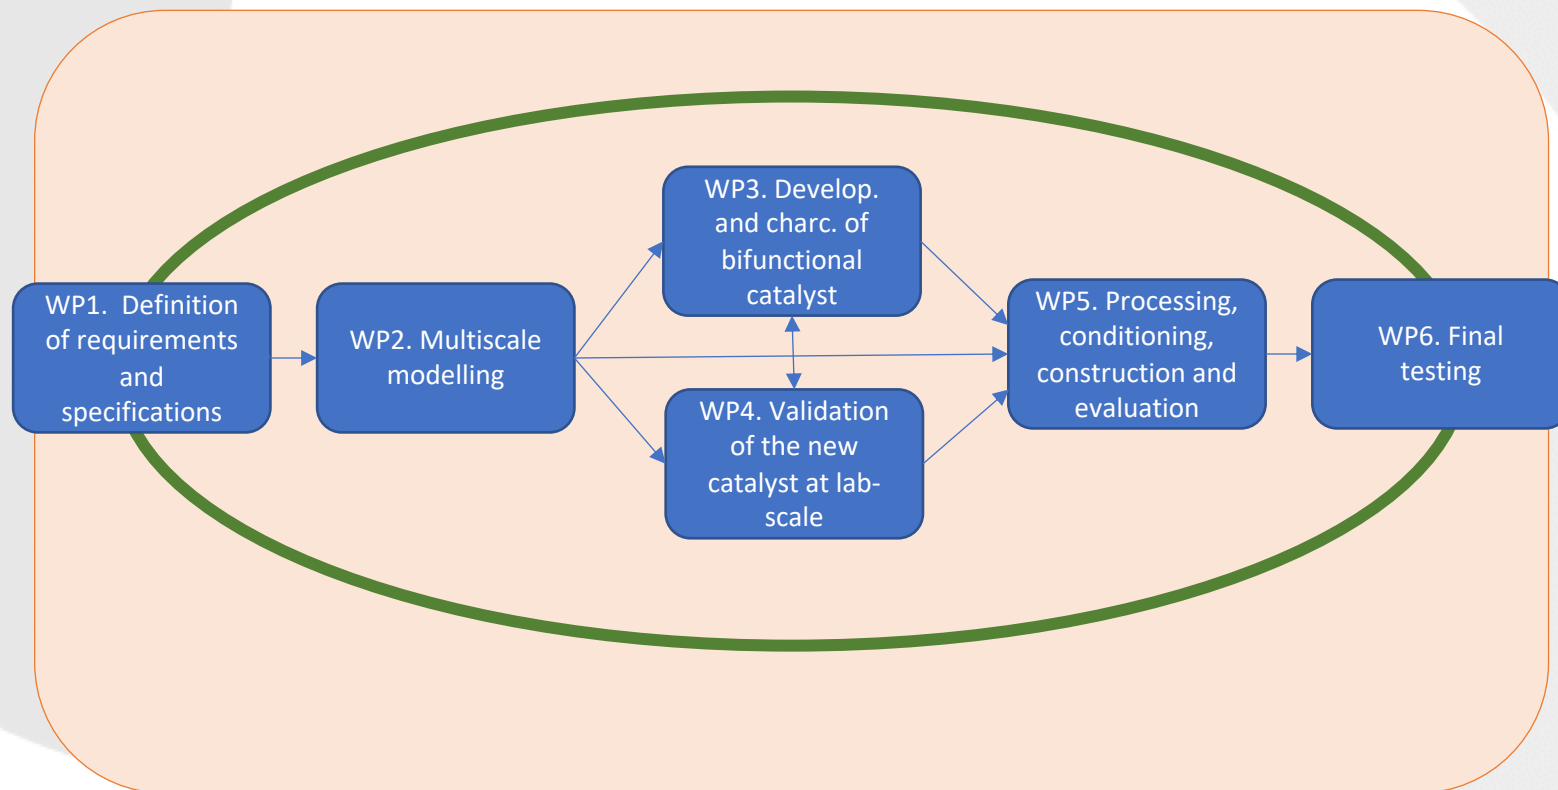 WP1.  Definition
of requirements
and
specifications
WP2. Multiscale
modelling
WP3. Develop.
and charc. of
bifunctional
catalyst
WP4. Validation
of the new
catalyst at lab-
scale
WP5. Processing,
conditioning,
construction and
evaluation
WP6. Final
testing